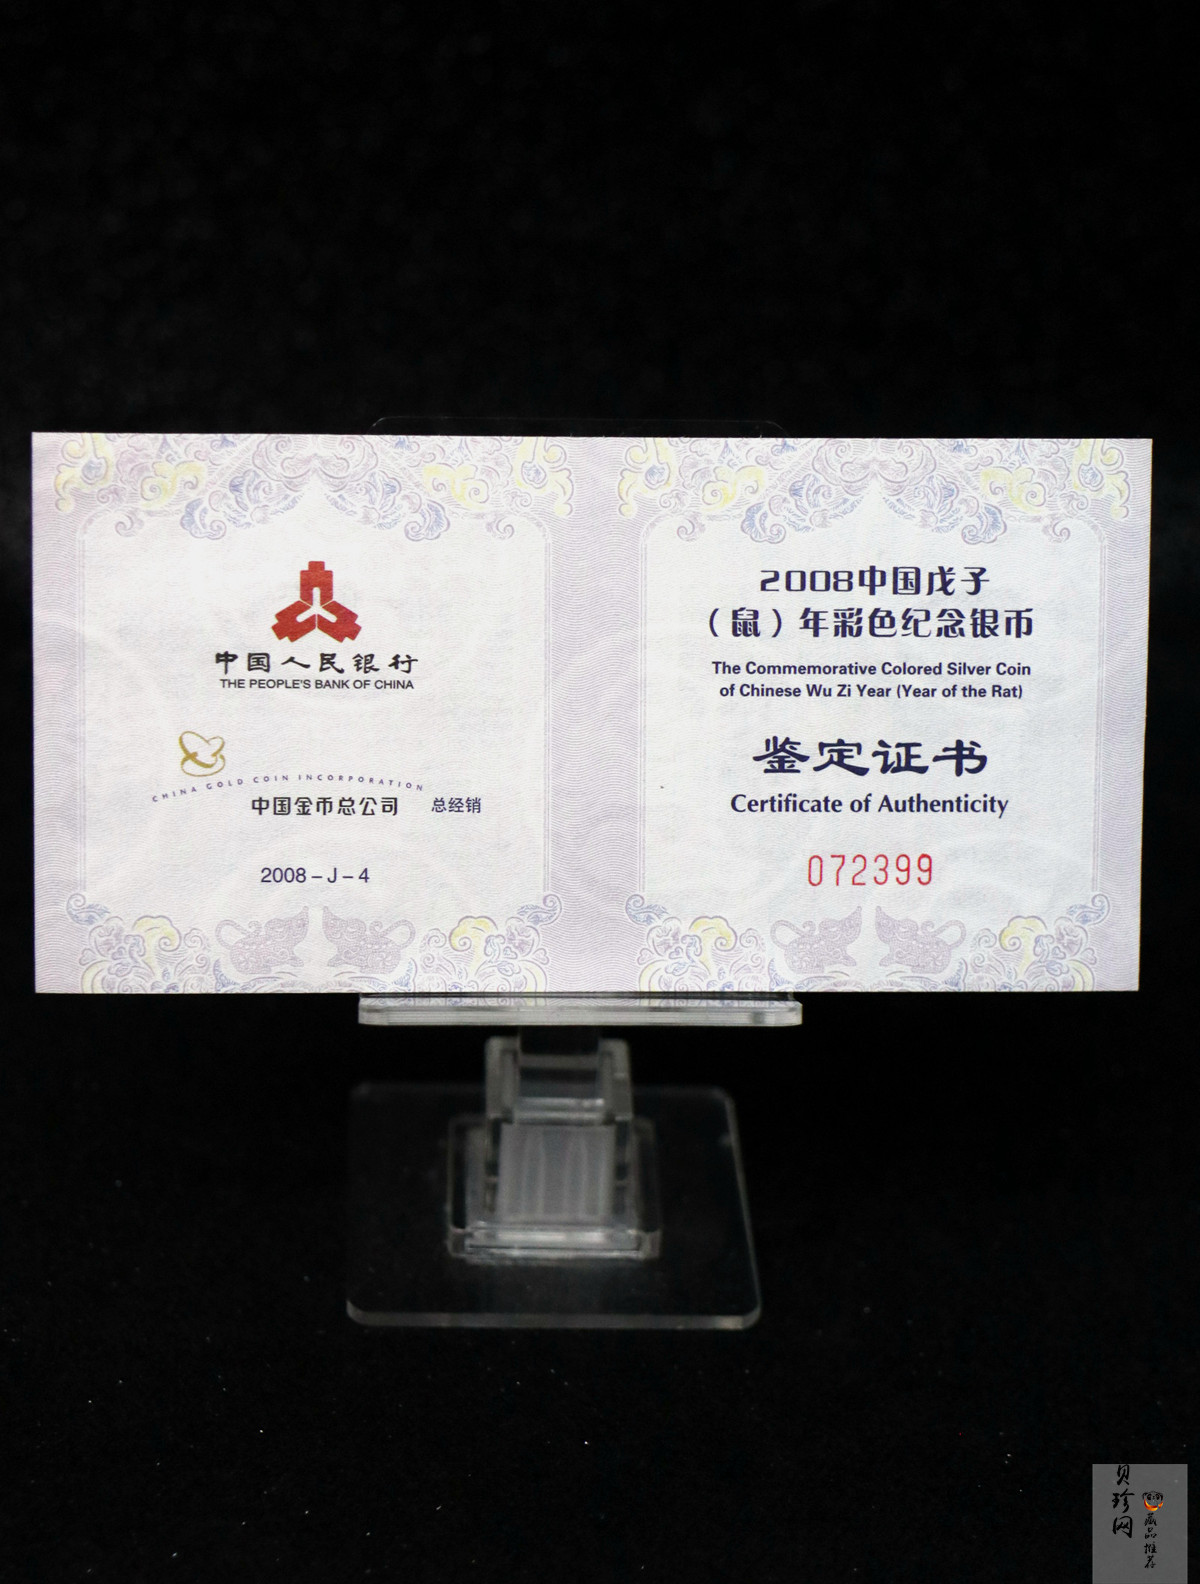 中国人民银行
THE PEOPLE'S BANK OF CHINA
CHINA GOLD COIN INCORPORATION
中国金币总公司 总经销
2008－J－4
2008中国戊子
（鼠）年彩色纪念银币
The Commemorative Colored Silver Coin
of Chinese Wu Zi Year (Year of the Rat)
鉴定证书
Certificate of Authenticity
072399
贝珍网
藏品推荐